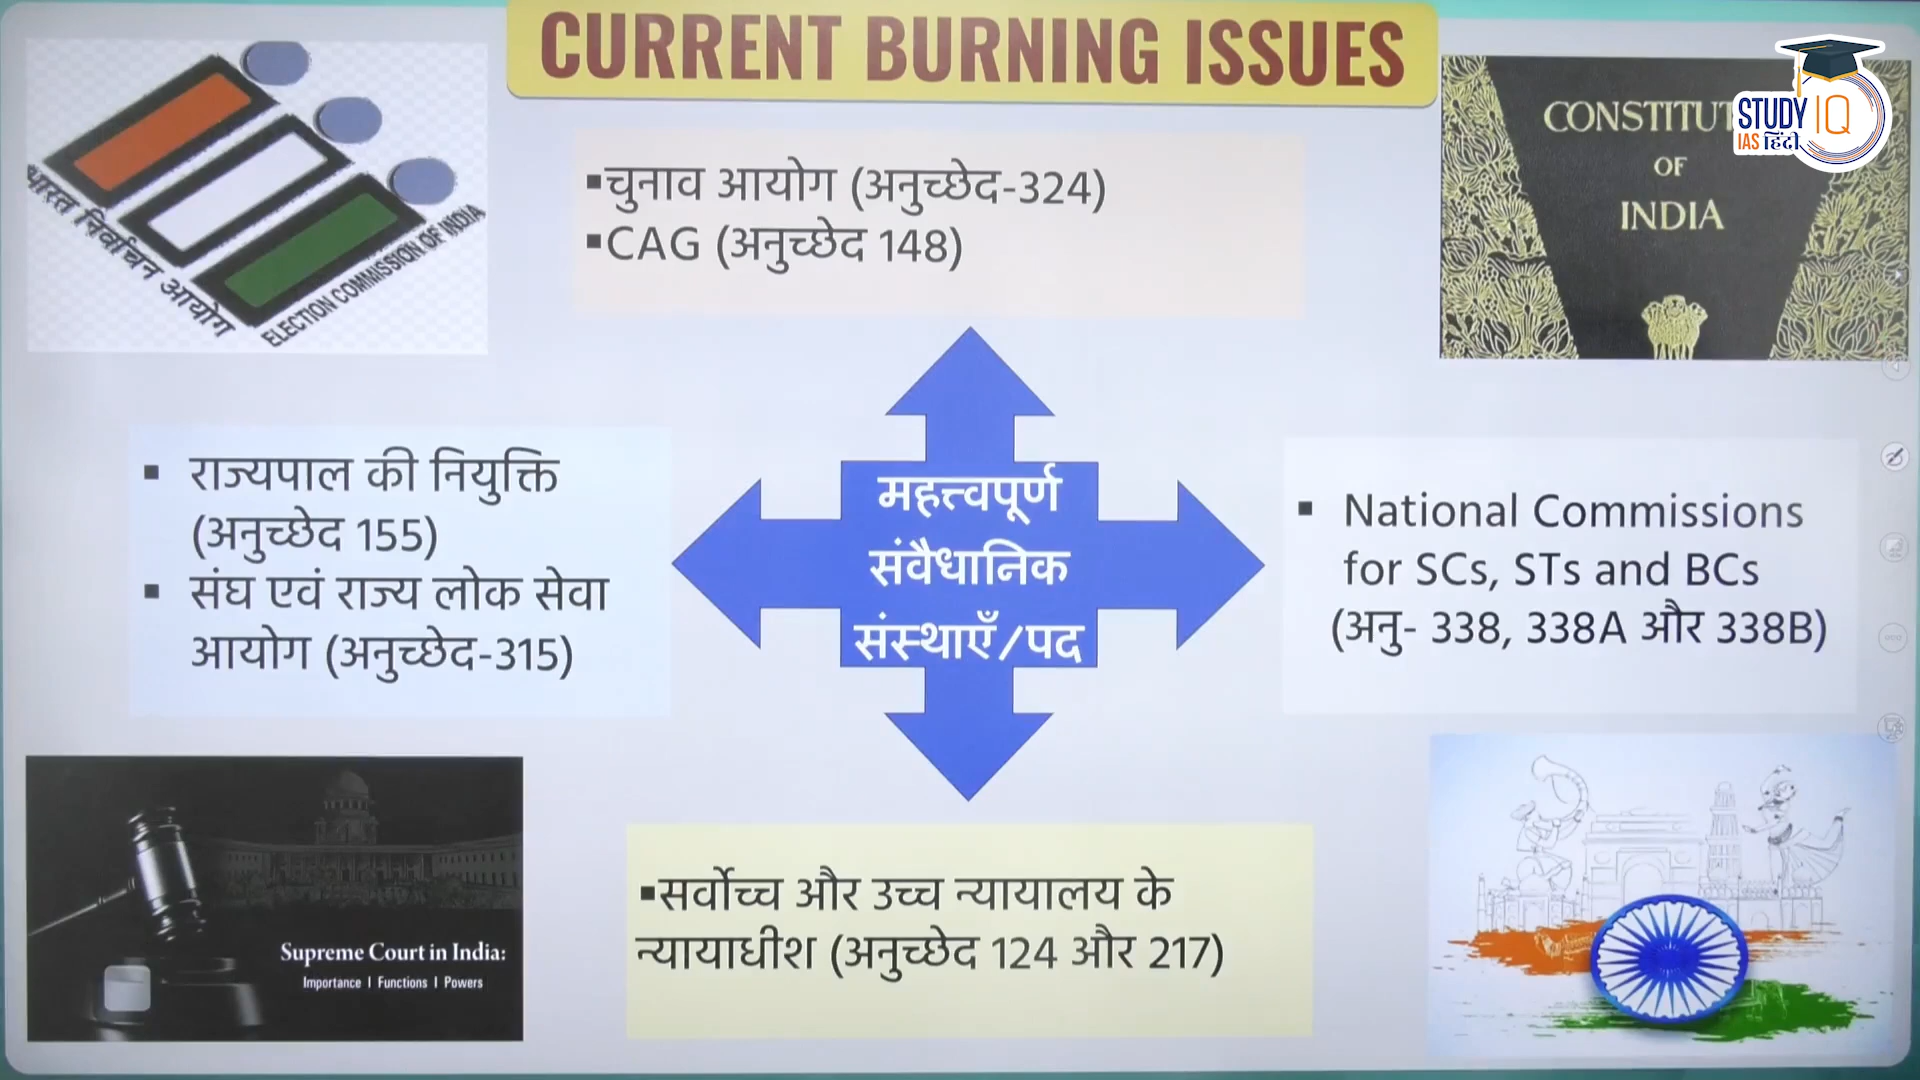 CURRENT BURNING ISSUES
भारत निर्वाचन आयोग
ELECTION COMMISSION OF INDIA
▪चुनाव आयोग (अनुच्छेद-324)
▪CAG (अनुच्छेद 148)
CONSTITUT
OF
INDIA
STUDY IQ
IAS हिंदी
▪ राज्यपाल की नियुक्ति
(अनुच्छेद 155)
▪ संघ एवं राज्य लोक सेवा
आयोग (अनुच्छेद-315)
महत्त्वपूर्ण
संवैधानिक
संस्थाएँ/पद
▪ National Commissions
for SCs, STs and BCs
(अनु- 338, 338A और 338B)
Supreme Court in India:
Importance | Functions | Powers
▪सर्वोच्च और उच्च न्यायालय के
न्यायाधीश (अनुच्छेद 124 और 217)